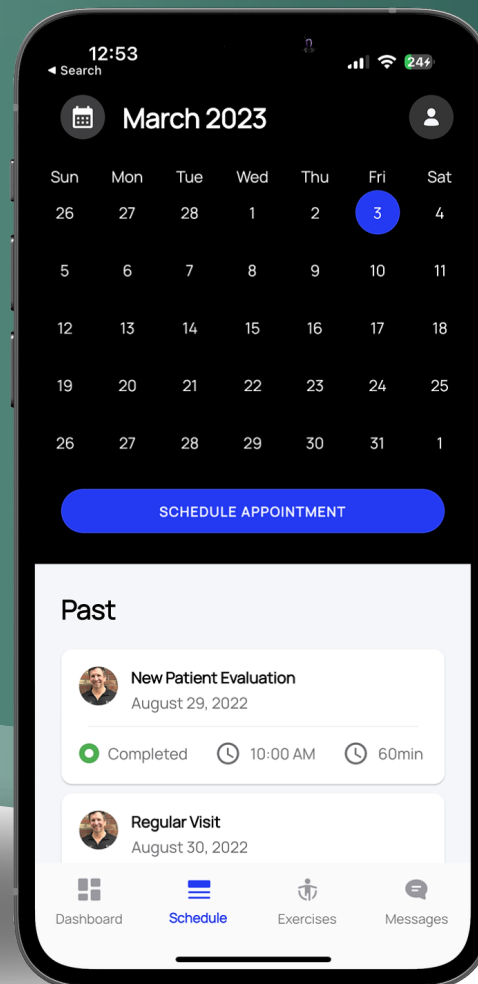 12:53
◀ Search
24
March 2023
Sun Mon Tue Wed Thu Fri Sat
26 27 28 1 2 3 4
5 6 7 8 9 10 11
12 13 14 15 16 17 18
19 20 21 22 23 24 25
26 27 28 29 30 31 1
SCHEDULE APPOINTMENT
Past
New Patient Evaluation
August 29, 2022
Completed 10:00 AM 60min
Regular Visit
August 30, 2022
Dashboard Schedule Exercises Messages